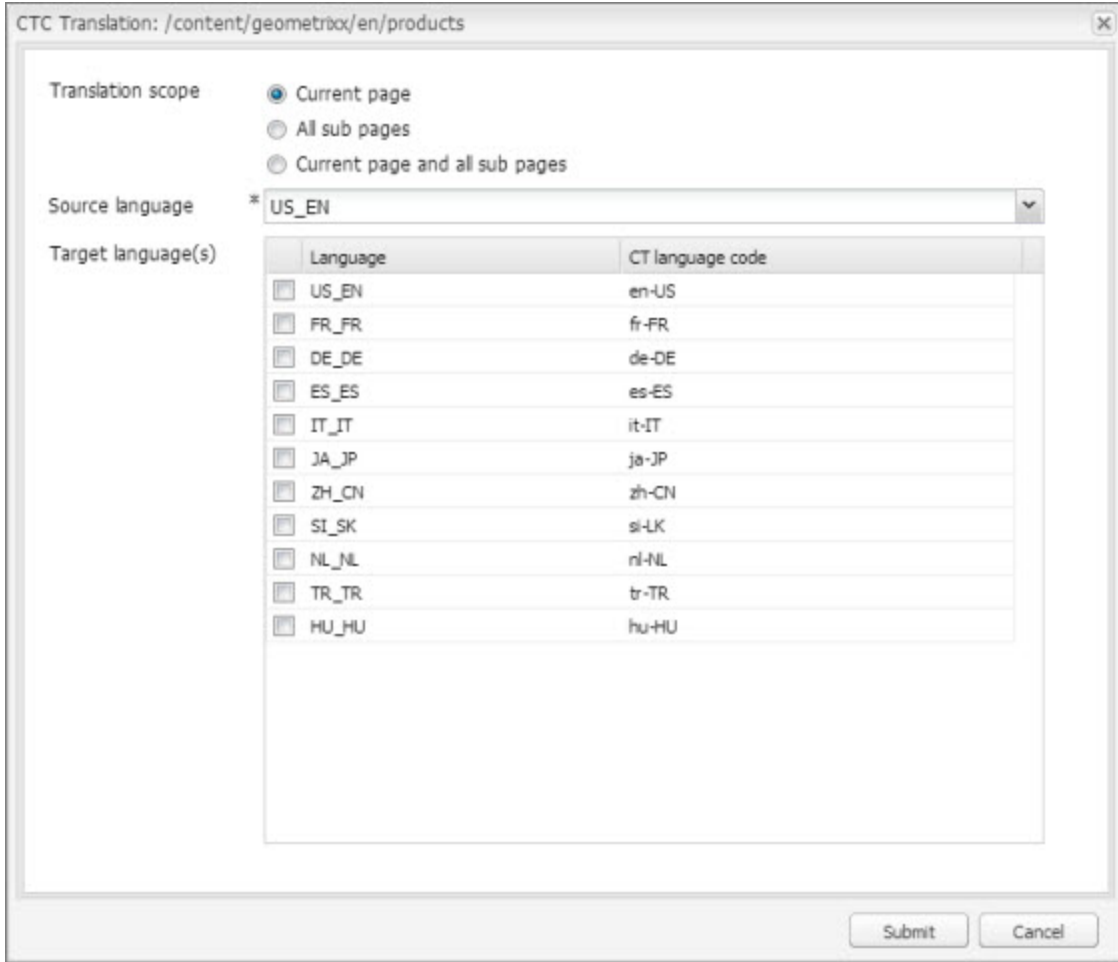 CTC Translation: /content/geometrixx/en/products
Translation scope
Current page
All sub pages
Current page and all sub pages
Source language * US_EN
Target language(s)
Language CT language code
US_EN en-US
FR_FR fr-FR
DE_DE de-DE
ES_ES es-ES
IT_IT it-IT
JA_JP ja-JP
ZH_CN zh-CN
SI_SK si-LK
NL_NL nl-NL
TR_TR tr-TR
HU_HU hu-HU
Submit Cancel